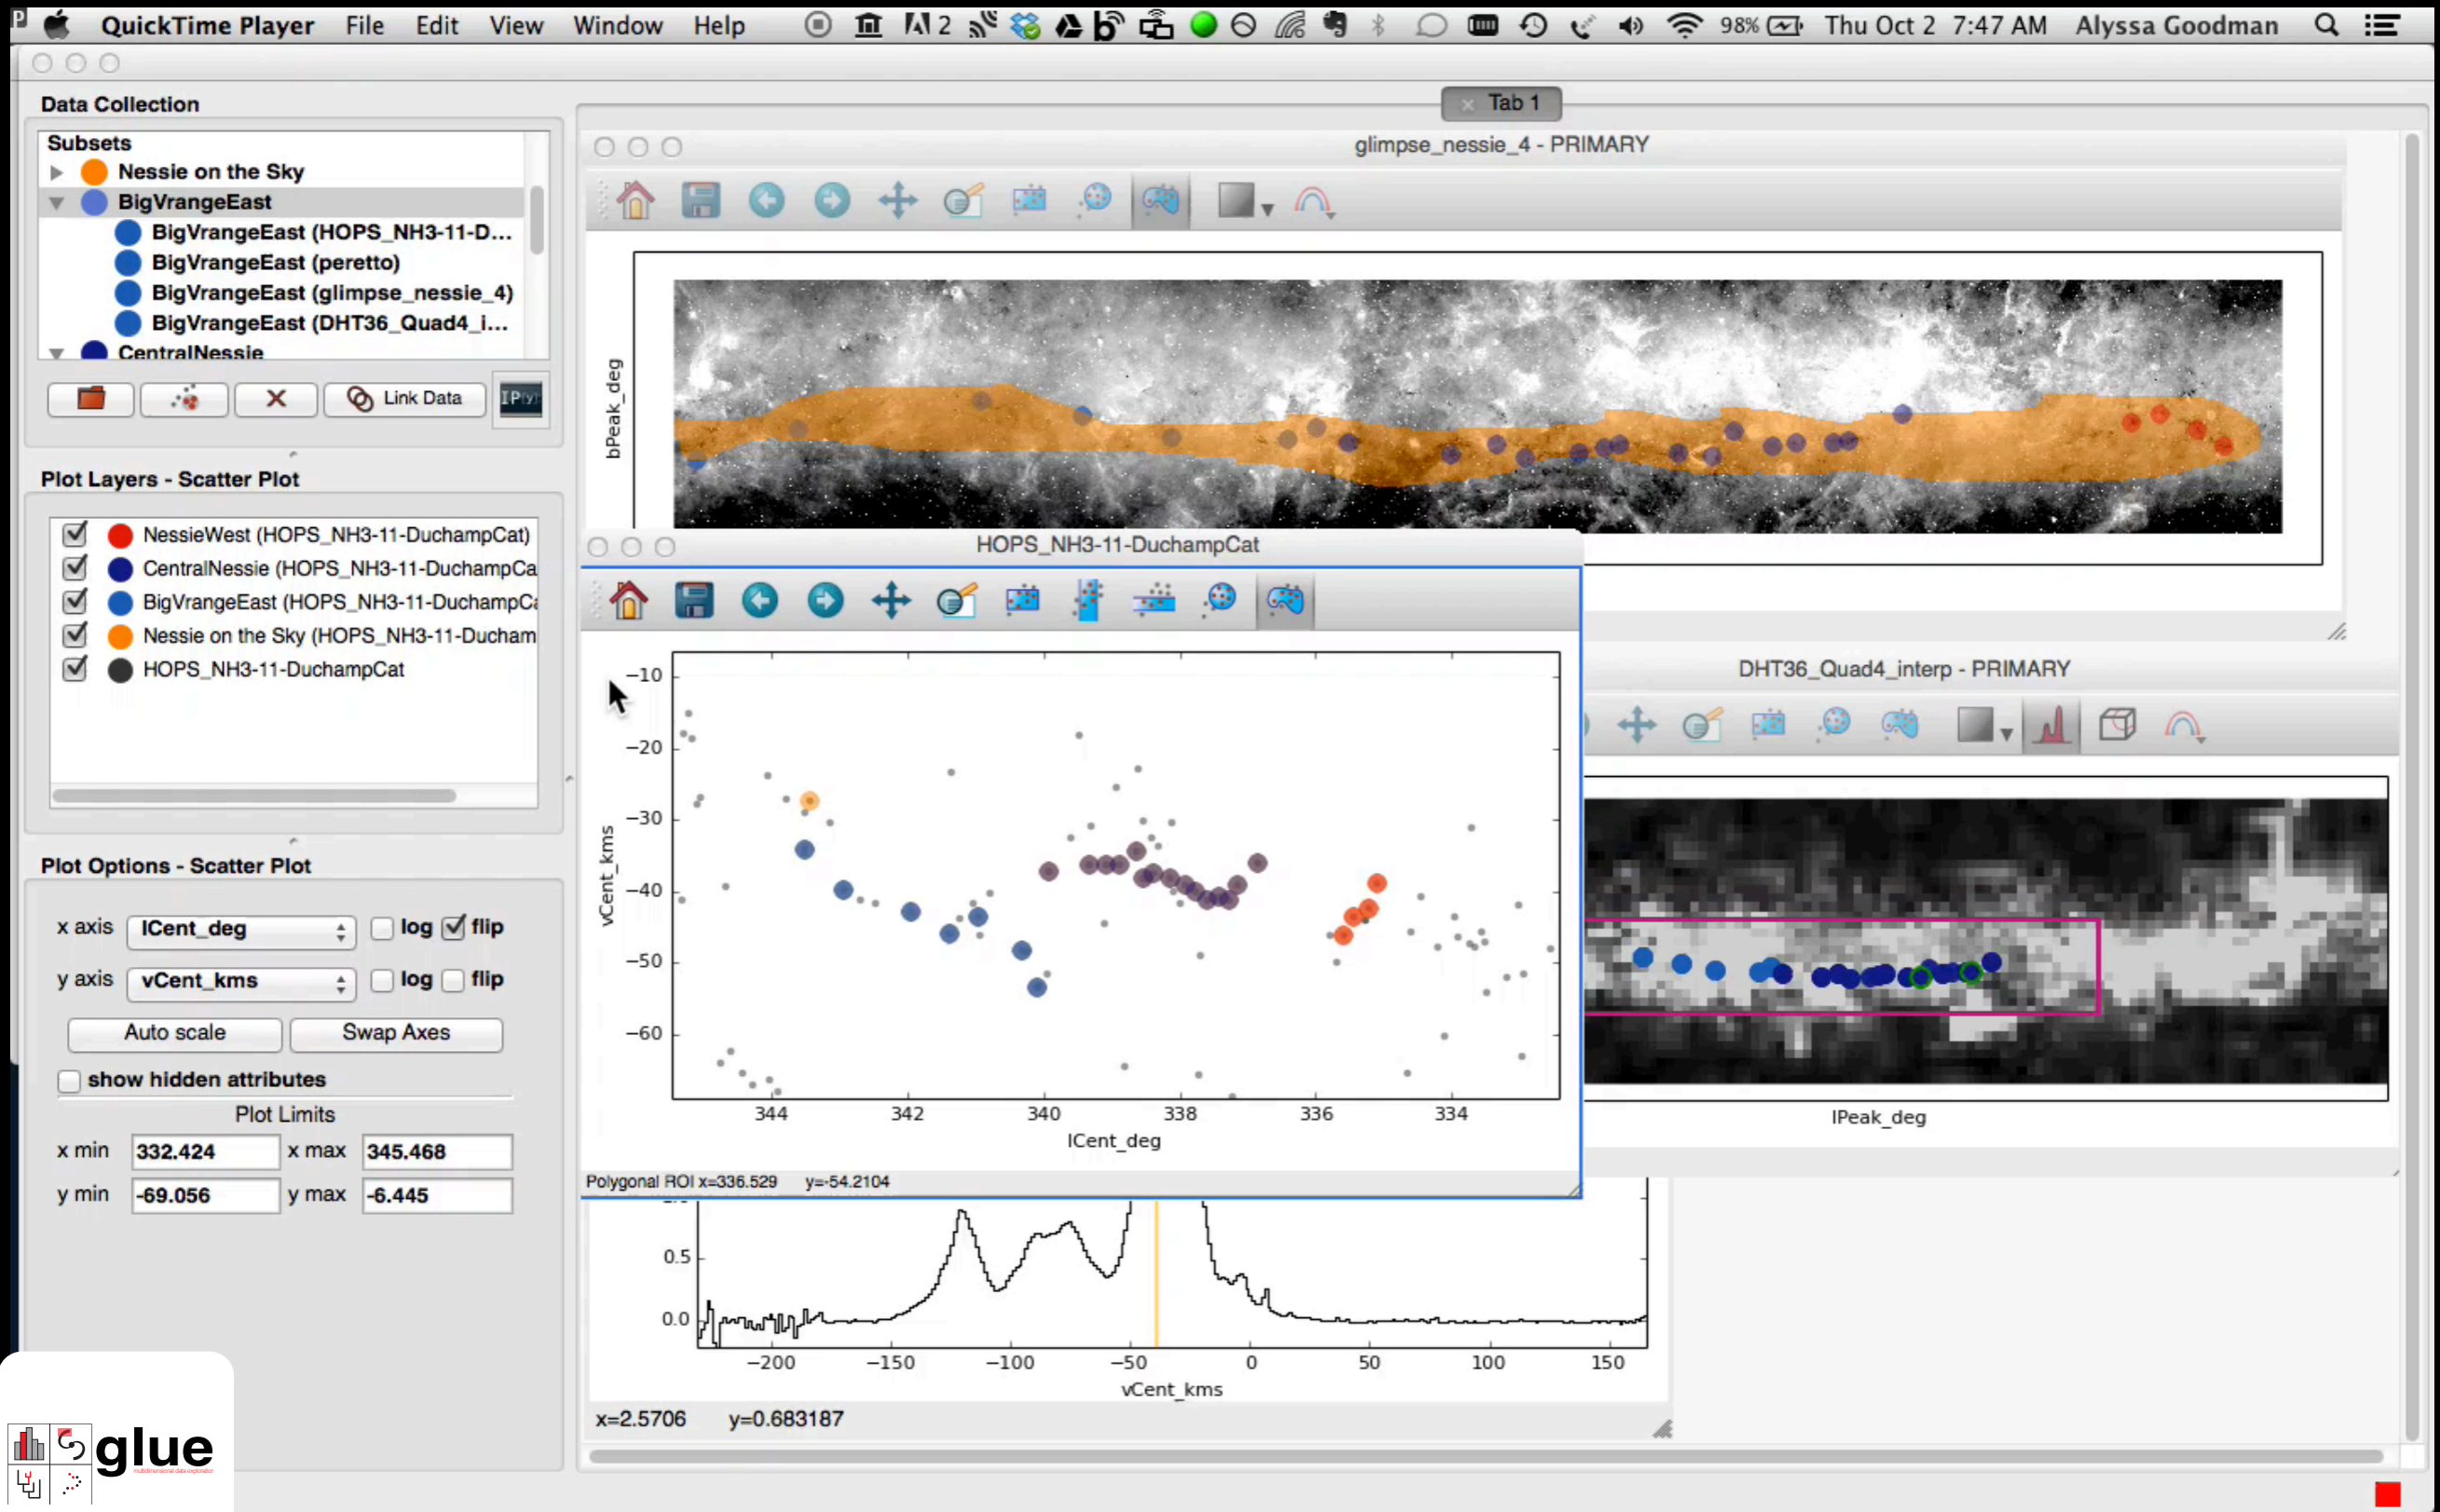 QuickTime Player File Edit View Window Help 2 98% Thu Oct 2 7:47 AM Alyssa Goodman
Data Collection
Subsets
Nessie on the Sky
BigVrangeEast
BigVrangeEast (HOPS_NH3-11-D...
BigVrangeEast (peretto)
BigVrangeEast (glimpse_nessie_4)
BigVrangeEast (DHT36_Quad4_i...
CentralNessie
Link Data
IP[y]:
Plot Layers - Scatter Plot
NessieWest (HOPS_NH3-11-DuchampCat)
CentralNessie (HOPS_NH3-11-DuchampCa
BigVrangeEast (HOPS_NH3-11-DuchampCa
Nessie on the Sky (HOPS_NH3-11-Ducham
HOPS_NH3-11-DuchampCat
Plot Options - Scatter Plot
x axis lCent_deg log flip
y axis vCent_kms log flip
Auto scale Swap Axes
show hidden attributes
Plot Limits
x min 332.424 x max 345.468
y min -69.056 y max -6.445
glue
multidimensional data exploration
Tab 1
glimpse_nessie_4 - PRIMARY
bPeak_deg
HOPS_NH3-11-DuchampCat
vCent_kms
−10
−20
−30
−40
−50
−60
344 342 340 338 336 334
lCent_deg
Polygonal ROI x=336.529 y=-54.2104
DHT36_Quad4_interp - PRIMARY
lPeak_deg
0.5
0.0
−200 −150 −100 −50 0 50 100 150
vCent_kms
x=2.5706 y=0.683187